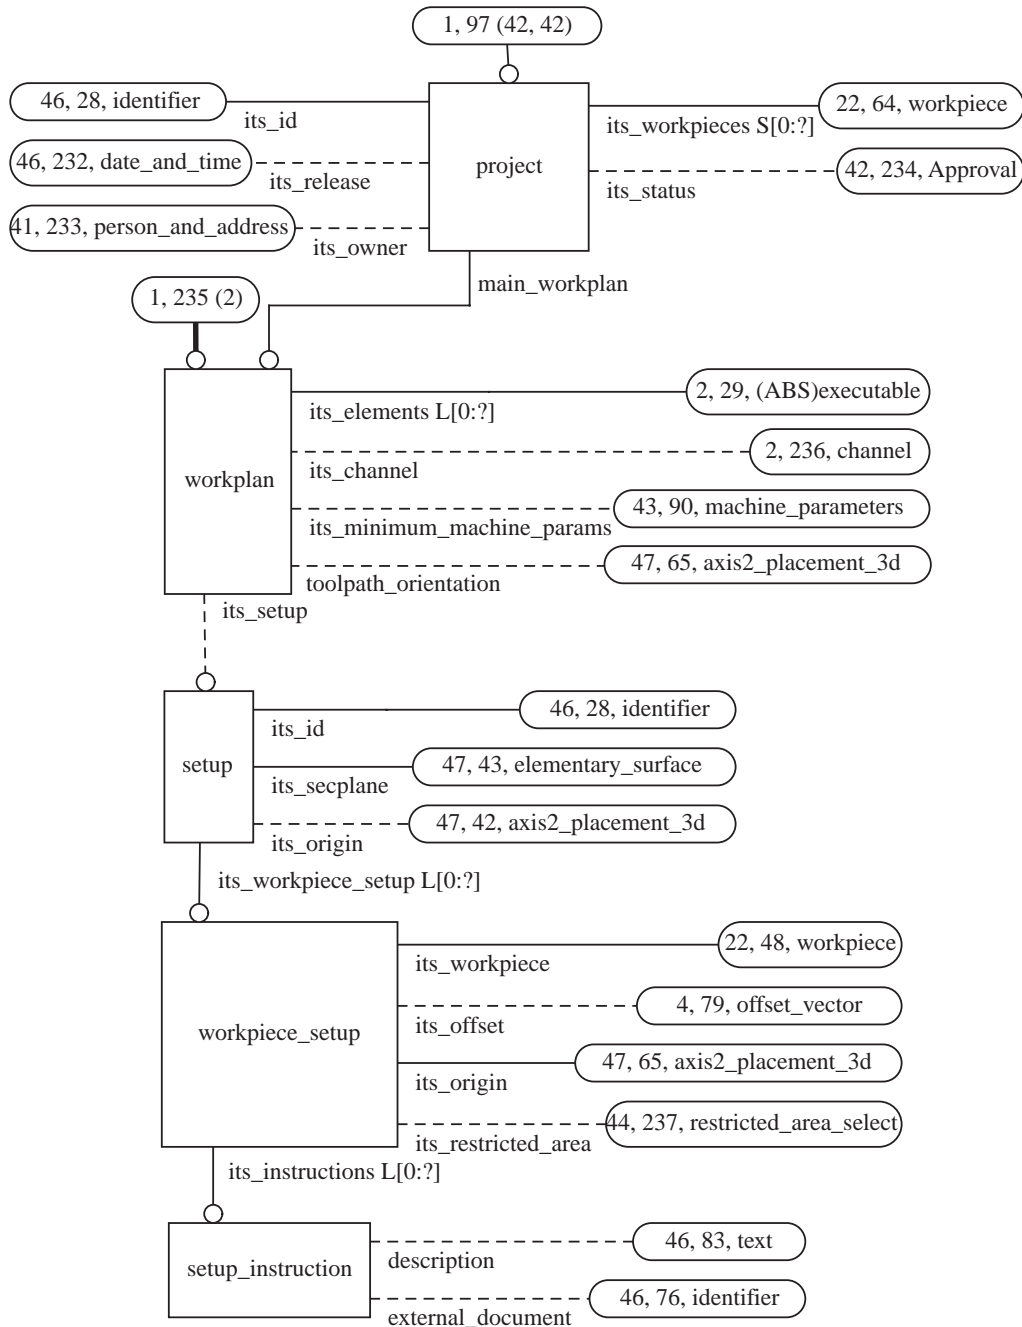 1, 97 (42, 42)
46, 28, identifier
its_id
22, 64, workpiece
its_workpieces S[0:?]
46, 232, date_and_time
its_release
project
42, 234, Approval
its_status
41, 233, person_and_address
its_owner
main_workplan
1, 235 (2)
2, 29, (ABS)executable
its_elements L[0:?]
2, 236, channel
its_channel
workplan
43, 90, machine_parameters
its_minimum_machine_params
47, 65, axis2_placement_3d
toolpath_orientation
its_setup
46, 28, identifier
its_id
setup
47, 43, elementary_surface
its_secplane
47, 42, axis2_placement_3d
its_origin
its_workpiece_setup L[0:?]
22, 48, workpiece
its_workpiece
4, 79, offset_vector
its_offset
workpiece_setup
47, 65, axis2_placement_3d
its_origin
44, 237, restricted_area_select
its_restricted_area
its_instructions L[0:?]
46, 83, text
description
setup_instruction
46, 76, identifier
external_document